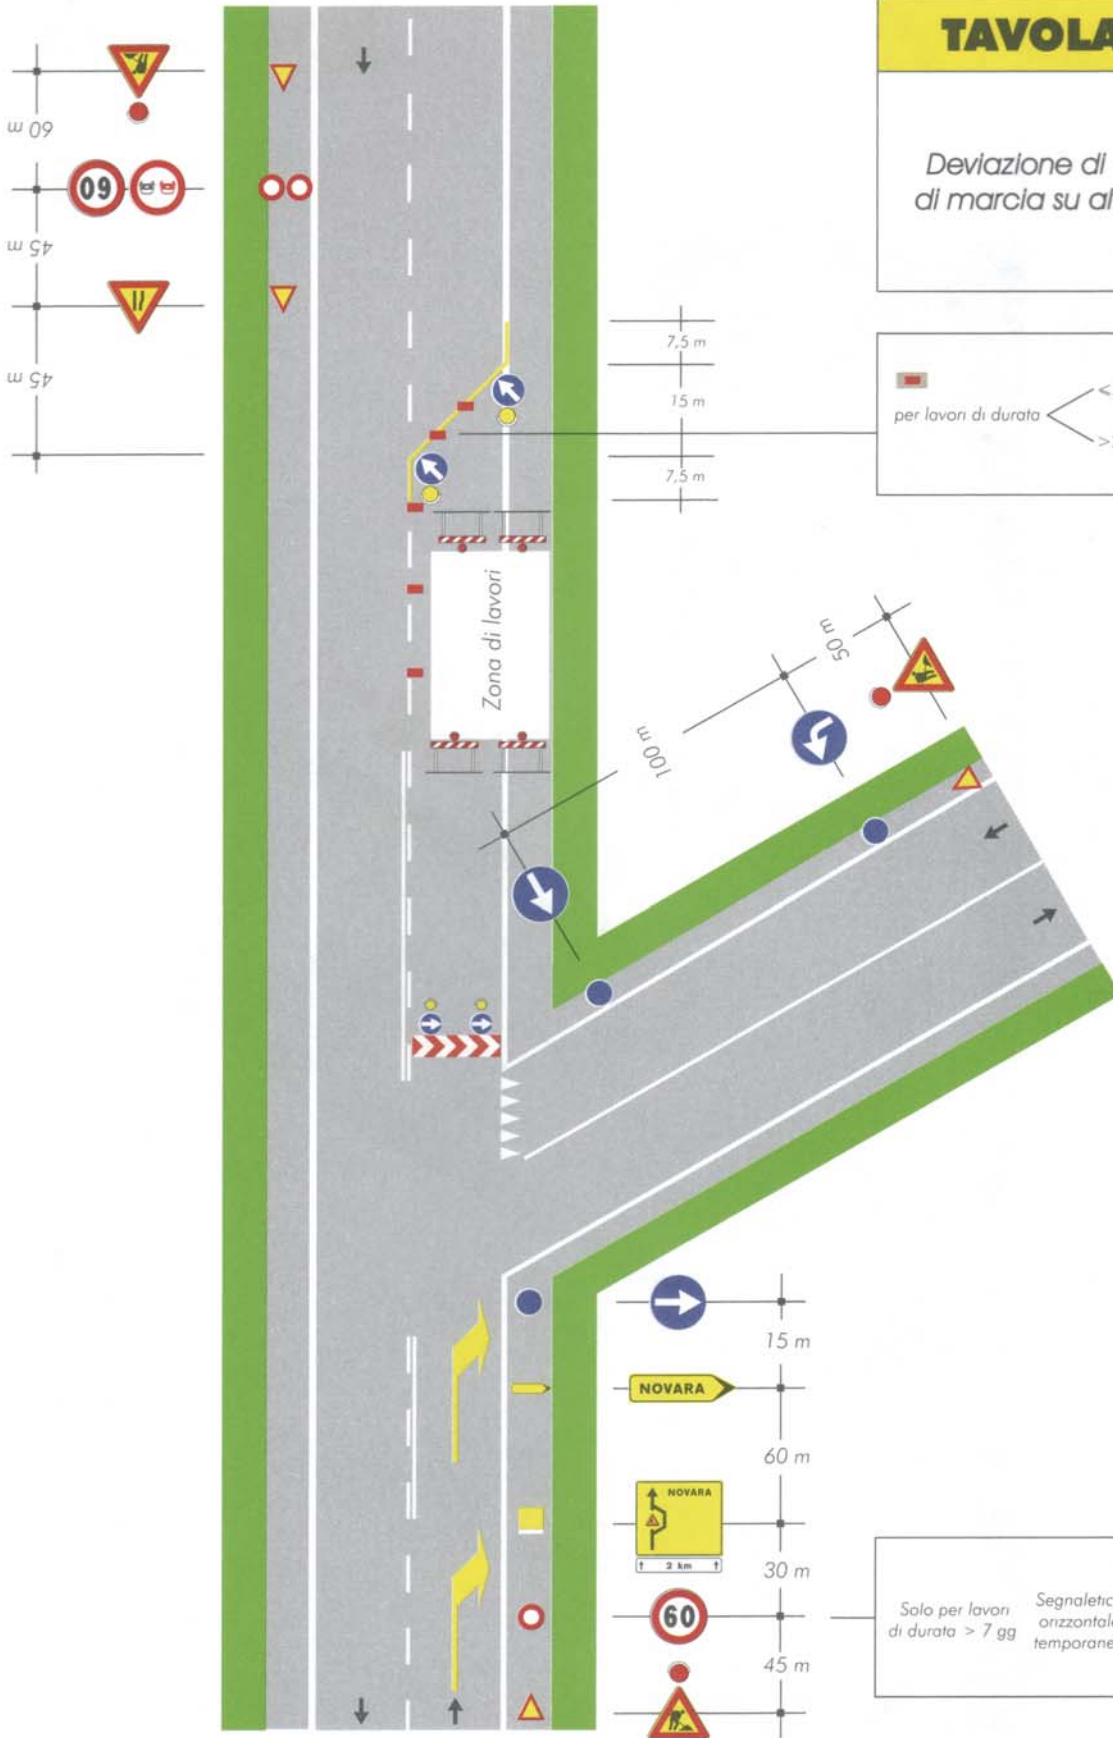 TAVOLA
Deviazione di
di marcia su al
per lavori di durata
<
>
60 m
60
45 m
45 m
7,5 m
15 m
7,5 m
Zona di lavori
50 m
100 m
15 m
NOVARA
60 m
NOVARA
2 km
30 m
60
45 m
Solo per lavori
di durata > 7 gg
Segnaletic
orizzontal
temporane